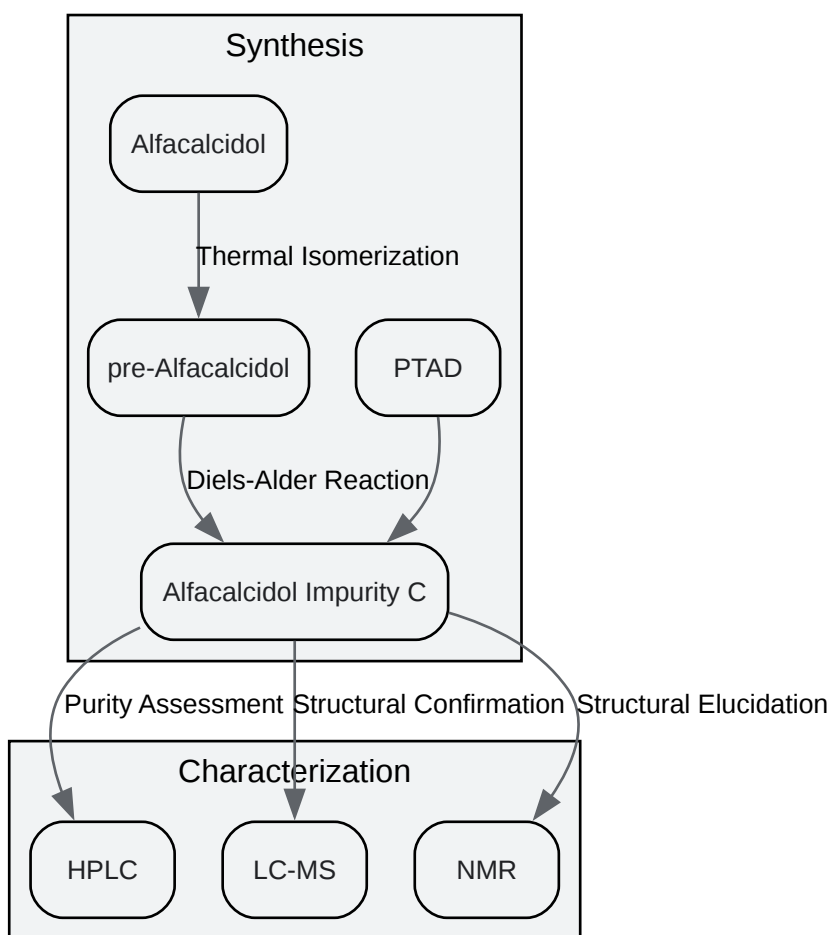 Synthesis
Alfacalcidol
Thermal Isomerization
pre-Alfacalcidol
PTAD
Diels-Alder Reaction
Alfacalcidol Impurity C
Purity Assessment
Structural Confirmation
Structural Elucidation
Characterization
HPLC
LC-MS
NMR